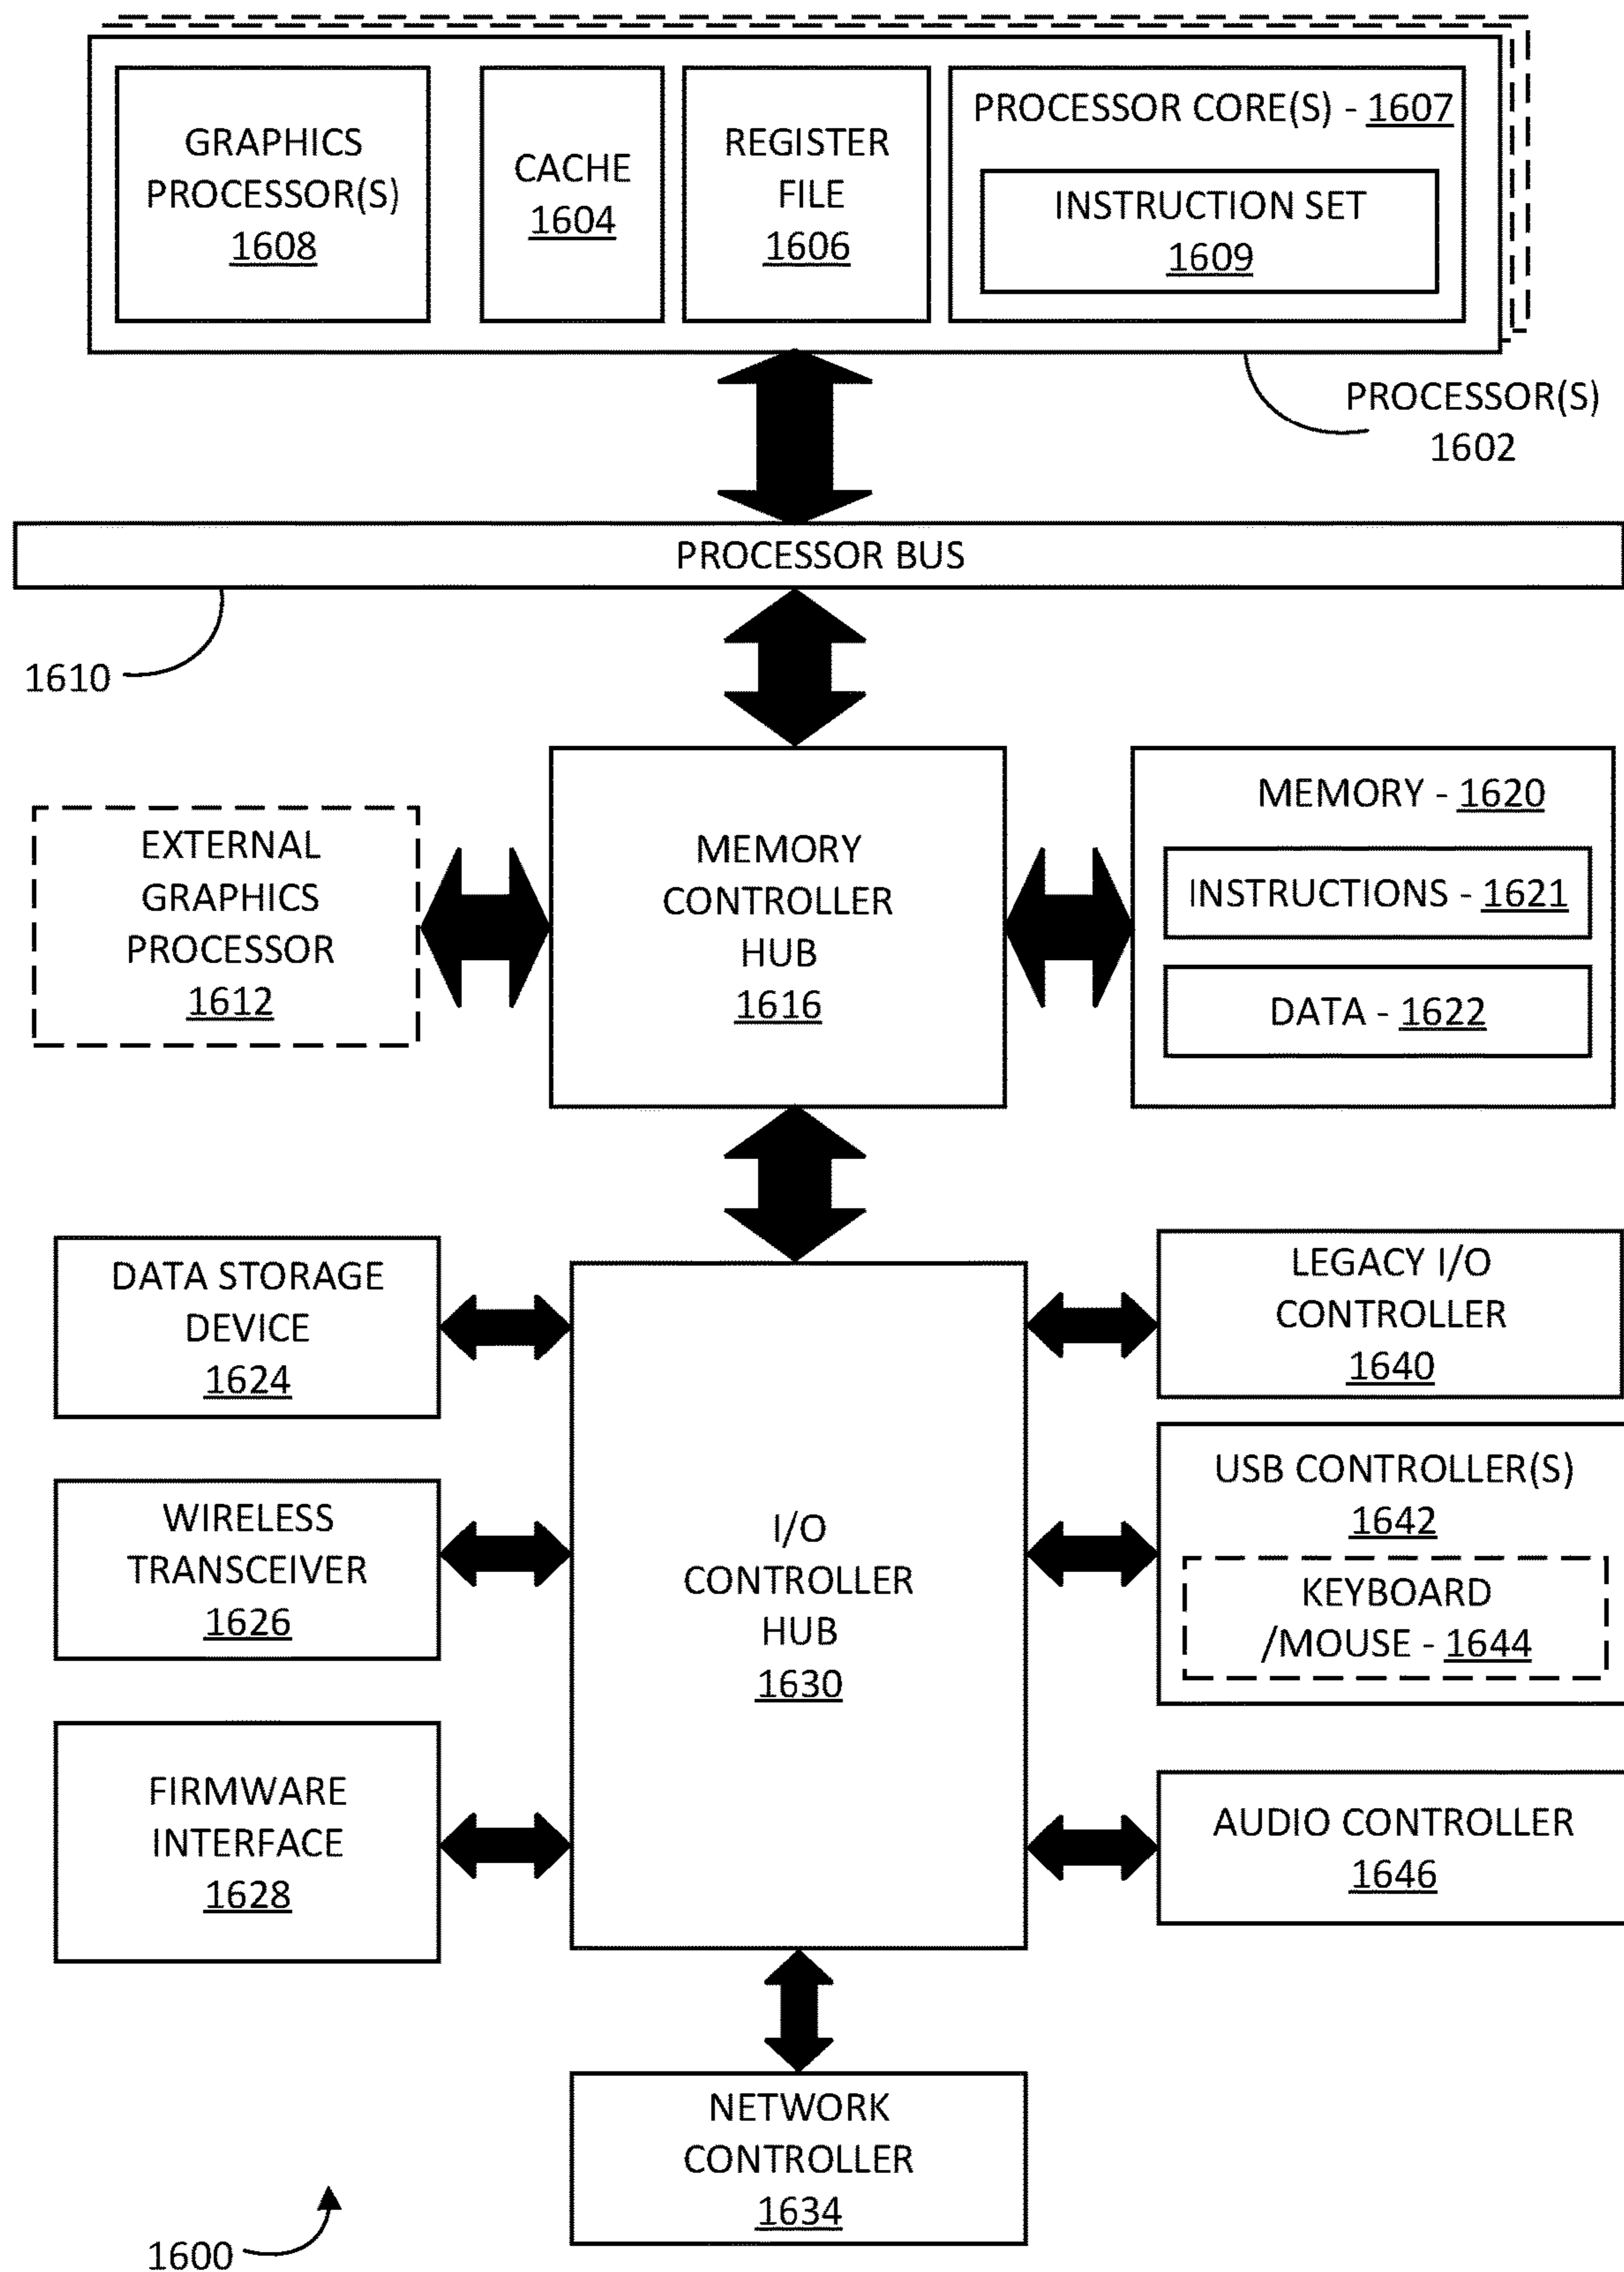 GRAPHICS
PROCESSOR(S)
1608
CACHE
1604
REGISTER
FILE
1606
PROCESSOR CORE(S) - 1607
INSTRUCTION SET
1609
PROCESSOR(S)
1602
PROCESSOR BUS
1610
EXTERNAL
GRAPHICS
PROCESSOR
1612
MEMORY
CONTROLLER
HUB
1616
MEMORY - 1620
INSTRUCTIONS - 1621
DATA - 1622
DATA STORAGE
DEVICE
1624
WIRELESS
TRANSCEIVER
1626
FIRMWARE
INTERFACE
1628
I/O
CONTROLLER
HUB
1630
LEGACY I/O
CONTROLLER
1640
USB CONTROLLER(S)
1642
KEYBOARD
/MOUSE - 1644
AUDIO CONTROLLER
1646
NETWORK
CONTROLLER
1634
1600